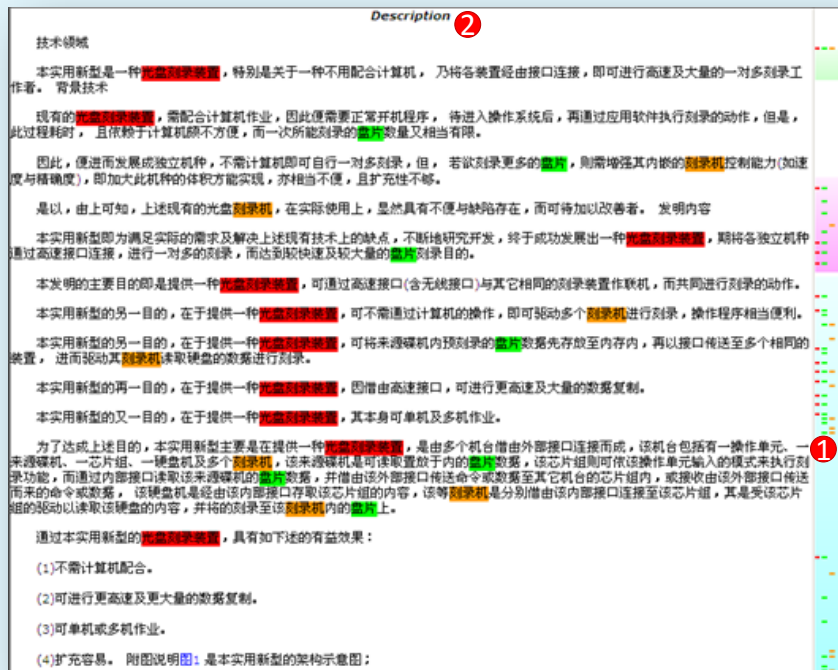 Description 2
技术领域
本实用新型是一种光盘刻录装置，特别是关于一种不用配合计算机， 乃将各装置经由接口连接，即可进行高速及大量的一对多刻录工
作者。 背景技术
现有的光盘刻录装置，需配合计算机作业，因此便需要正常开机程序， 待进入操作系统后，再通过应用软件执行刻录的动作，但是，
此过程耗时， 且依赖于计算机颇不方便，而一次所能刻录的盘片数量又相当有限。
因此，便进而发展成独立机种，不需计算机即可自行一对多刻录，但， 若欲刻录更多的盘片，则需增强其内嵌的刻录机控制能力(如速
度与精确度)，即加大此机种的体积方能实现，亦相当不便，且扩充性不够。
是以，由上可知，上述现有的光盘刻录机，在实际使用上，显然具有不便与缺陷存在，而可待加以改善者。 发明内容
本实用新型即为满足实际的需求及解决上述现有技术上的缺点，不断地研究开发，终于成功发展出一种光盘刻录装置，期将各独立机种
通过高速接口连接，进行一对多的刻录，而达到较快速及较大量的盘片刻录目的。
本发明的主要目的即是提供一种光盘刻录装置，可通过高速接口(含无线接口)与其它相同的刻录装置作联机，而共同进行刻录的动作。
本实用新型的另一目的，在于提供一种光盘刻录装置，可不需通过计算机的操作，即可驱动多个刻录机进行刻录，操作程序相当便利。
本实用新型的另一目的，在于提供一种光盘刻录装置，可将来源碟机内预刻录的盘片数据先存放至内存内，再以接口传送至多个相同的
装置， 进而驱动其刻录机读取硬盘的数据进行刻录。
本实用新型的再一目的，在于提供一种光盘刻录装置，因借由高速接口，可进行更高速及大量的数据复制。
本实用新型的又一目的，在于提供一种光盘刻录装置，其本身可单机及多机作业。
为了达成上述目的，本实用新型主要是在提供一种光盘刻录装置，是由多个机台借由外部接口连接而成，该机台包括有一操作单元、一
来源碟机、一芯片组、一硬盘机及多个刻录机，该来源碟机是可读取置放于内的盘片数据，该芯片组则可依该操作单元输入的模式来执行刻
录功能，而通过内部接口读取该来源碟机的盘片数据，并借由该外部接口传送命令或数据至其它机台的芯片组内，或接收由该外部接口传送
而来的命令或数据， 该硬盘机是经由该内部接口存取该芯片组的内容，该等刻录机是分别借由该内部接口连接至该芯片组，其是受该芯片
组的驱动以读取该硬盘的内容，并将的刻录至该刻录机内的盘片上。
通过本实用新型的光盘刻录装置，具有如下述的有益效果：
(1)不需计算机配合。
(2)可进行更高速及更大量的数据复制。
(3)可单机或多机作业。
(4)扩充容易。 附图说明图1 是本实用新型的架构示意图；
1